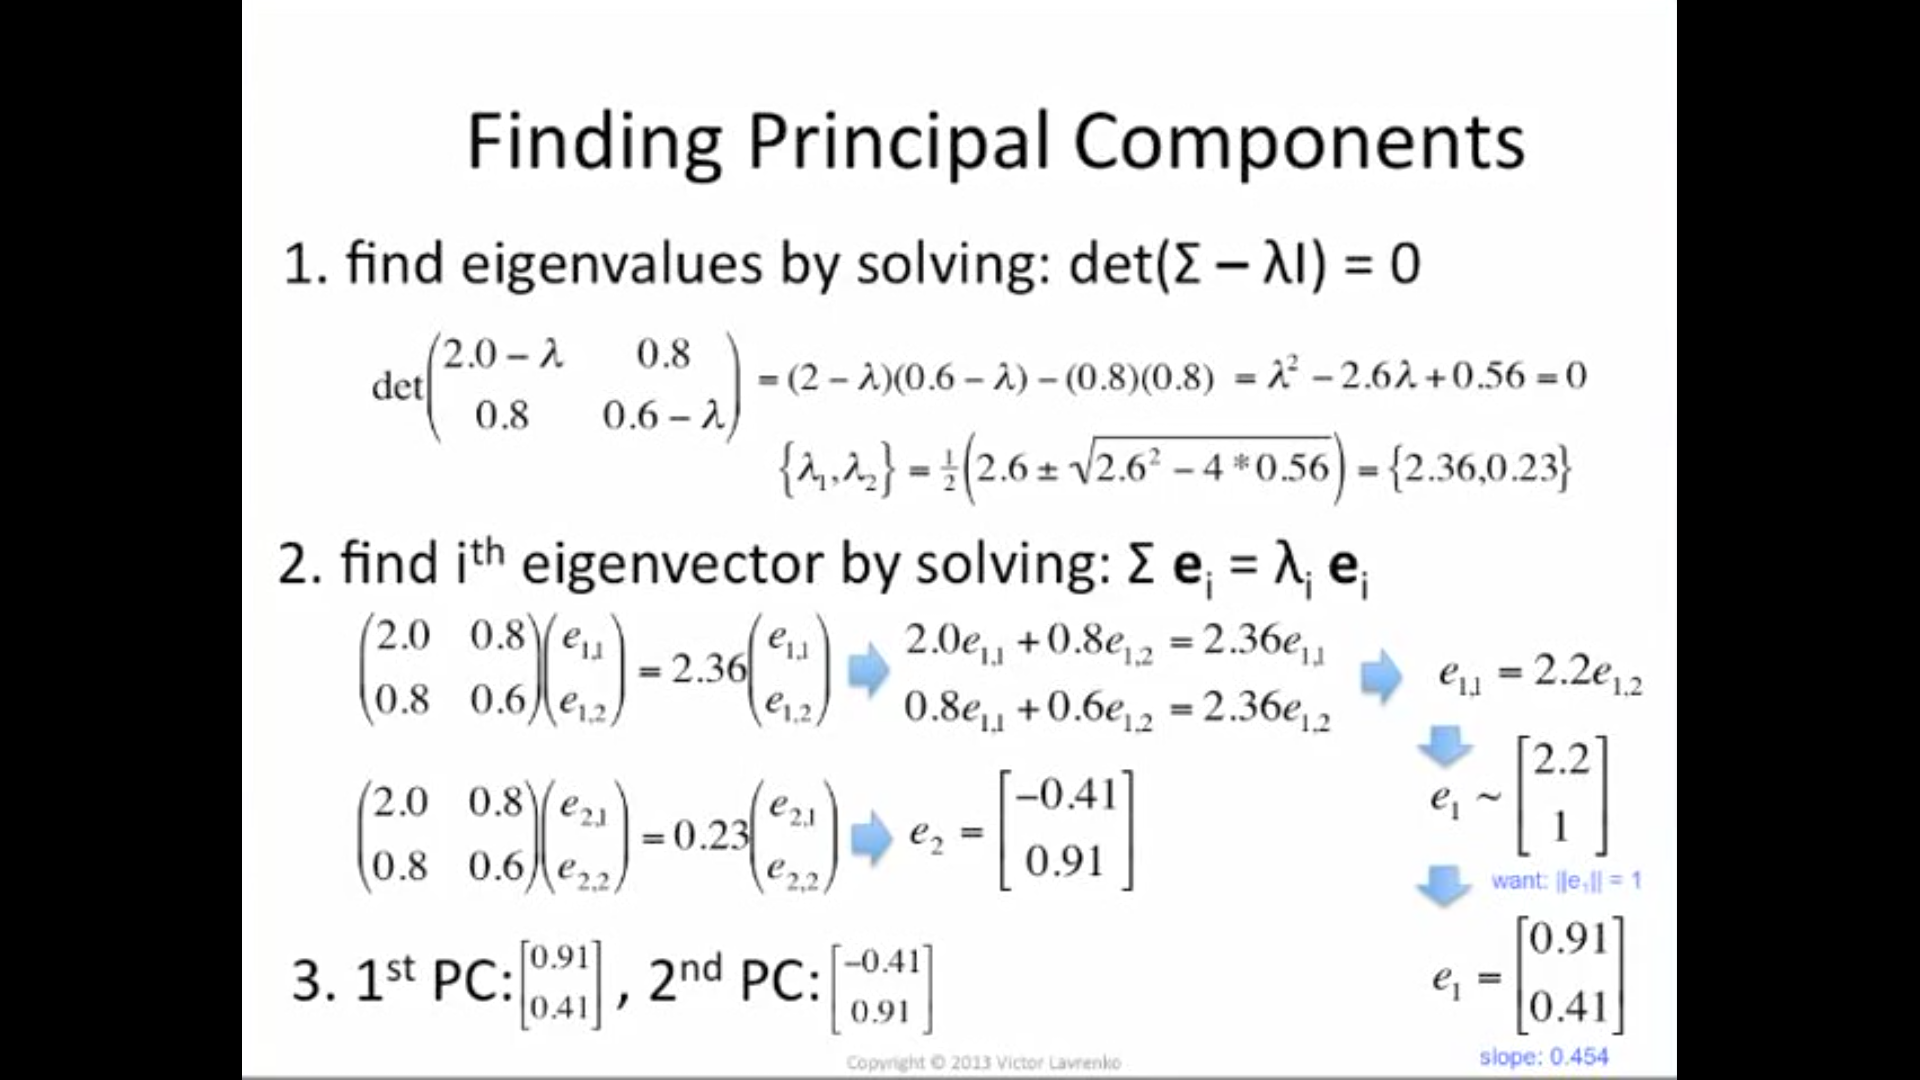 Finding Principal Components
1. find eigenvalues by solving: det(Σ – λI) = 0
det(2.0 – λ 0.8
0.8 0.6 – λ) = (2 – λ)(0.6 – λ) – (0.8)(0.8) = λ² – 2.6λ + 0.56 = 0
{λ₁, λ₂} = ½(2.6 ± √2.6² – 4 * 0.56) = {2.36, 0.23}
2. find iᵗʰ eigenvector by solving: Σ eᵢ = λᵢ eᵢ
(2.0 0.8
0.8 0.6)(e₁,₁
e₁,₂) = 2.36(e₁,₁
e₁,₂)
2.0e₁,₁ + 0.8e₁,₂ = 2.36e₁,₁
0.8e₁,₁ + 0.6e₁,₂ = 2.36e₁,₂
e₁,₁ = 2.2e₁,₂
e₁ ~ [2.2
1]
want: ||e₁|| = 1
e₁ = [0.91
0.41]
slope: 0.454
(2.0 0.8
0.8 0.6)(e₂,₁
e₂,₂) = 0.23(e₂,₁
e₂,₂)
e₂ = [–0.41
0.91]
3. 1ˢᵗ PC: [0.91
0.41] , 2ⁿᵈ PC: [–0.41
0.91]
Copyright © 2013 Victor Lavrenko